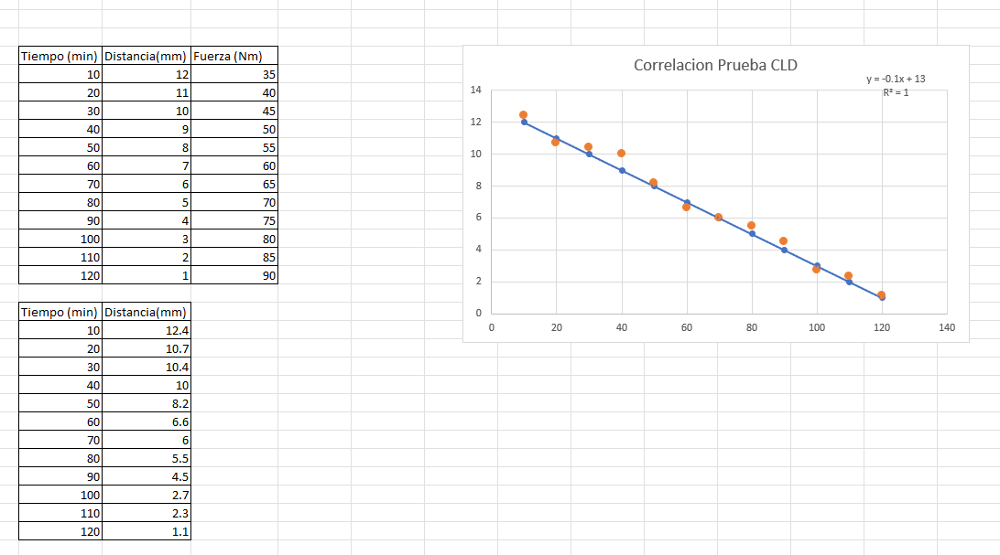 Tiempo (min) Distancia(mm) Fuerza (Nm)
10 12 35
20 11 40
30 10 45
40 9 50
50 8 55
60 7 60
70 6 65
80 5 70
90 4 75
100 3 80
110 2 85
120 1 90
Tiempo (min) Distancia(mm)
10 12.4
20 10.7
30 10.4
40 10
50 8.2
60 6.6
70 6
80 5.5
90 4.5
100 2.7
110 2.3
120 1.1
Correlacion Prueba CLD
y = -0.1x + 13
R² = 1
14
12
10
8
6
4
2
0
0 20 40 60 80 100 120 140